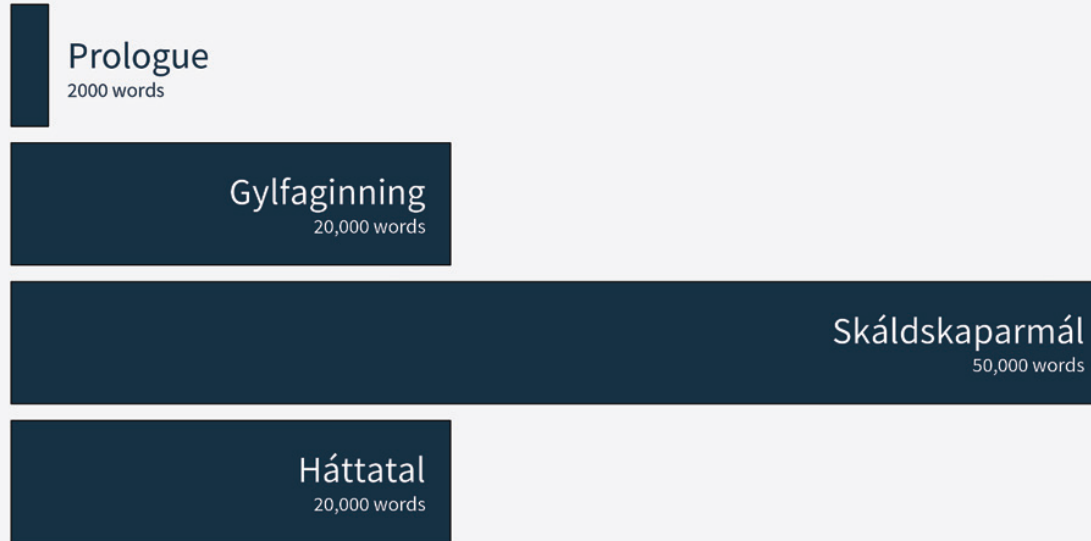 Prologue
2000 words
Gylfaginning
20,000 words
Skáldskaparmál
50,000 words
Háttatal
20,000 words